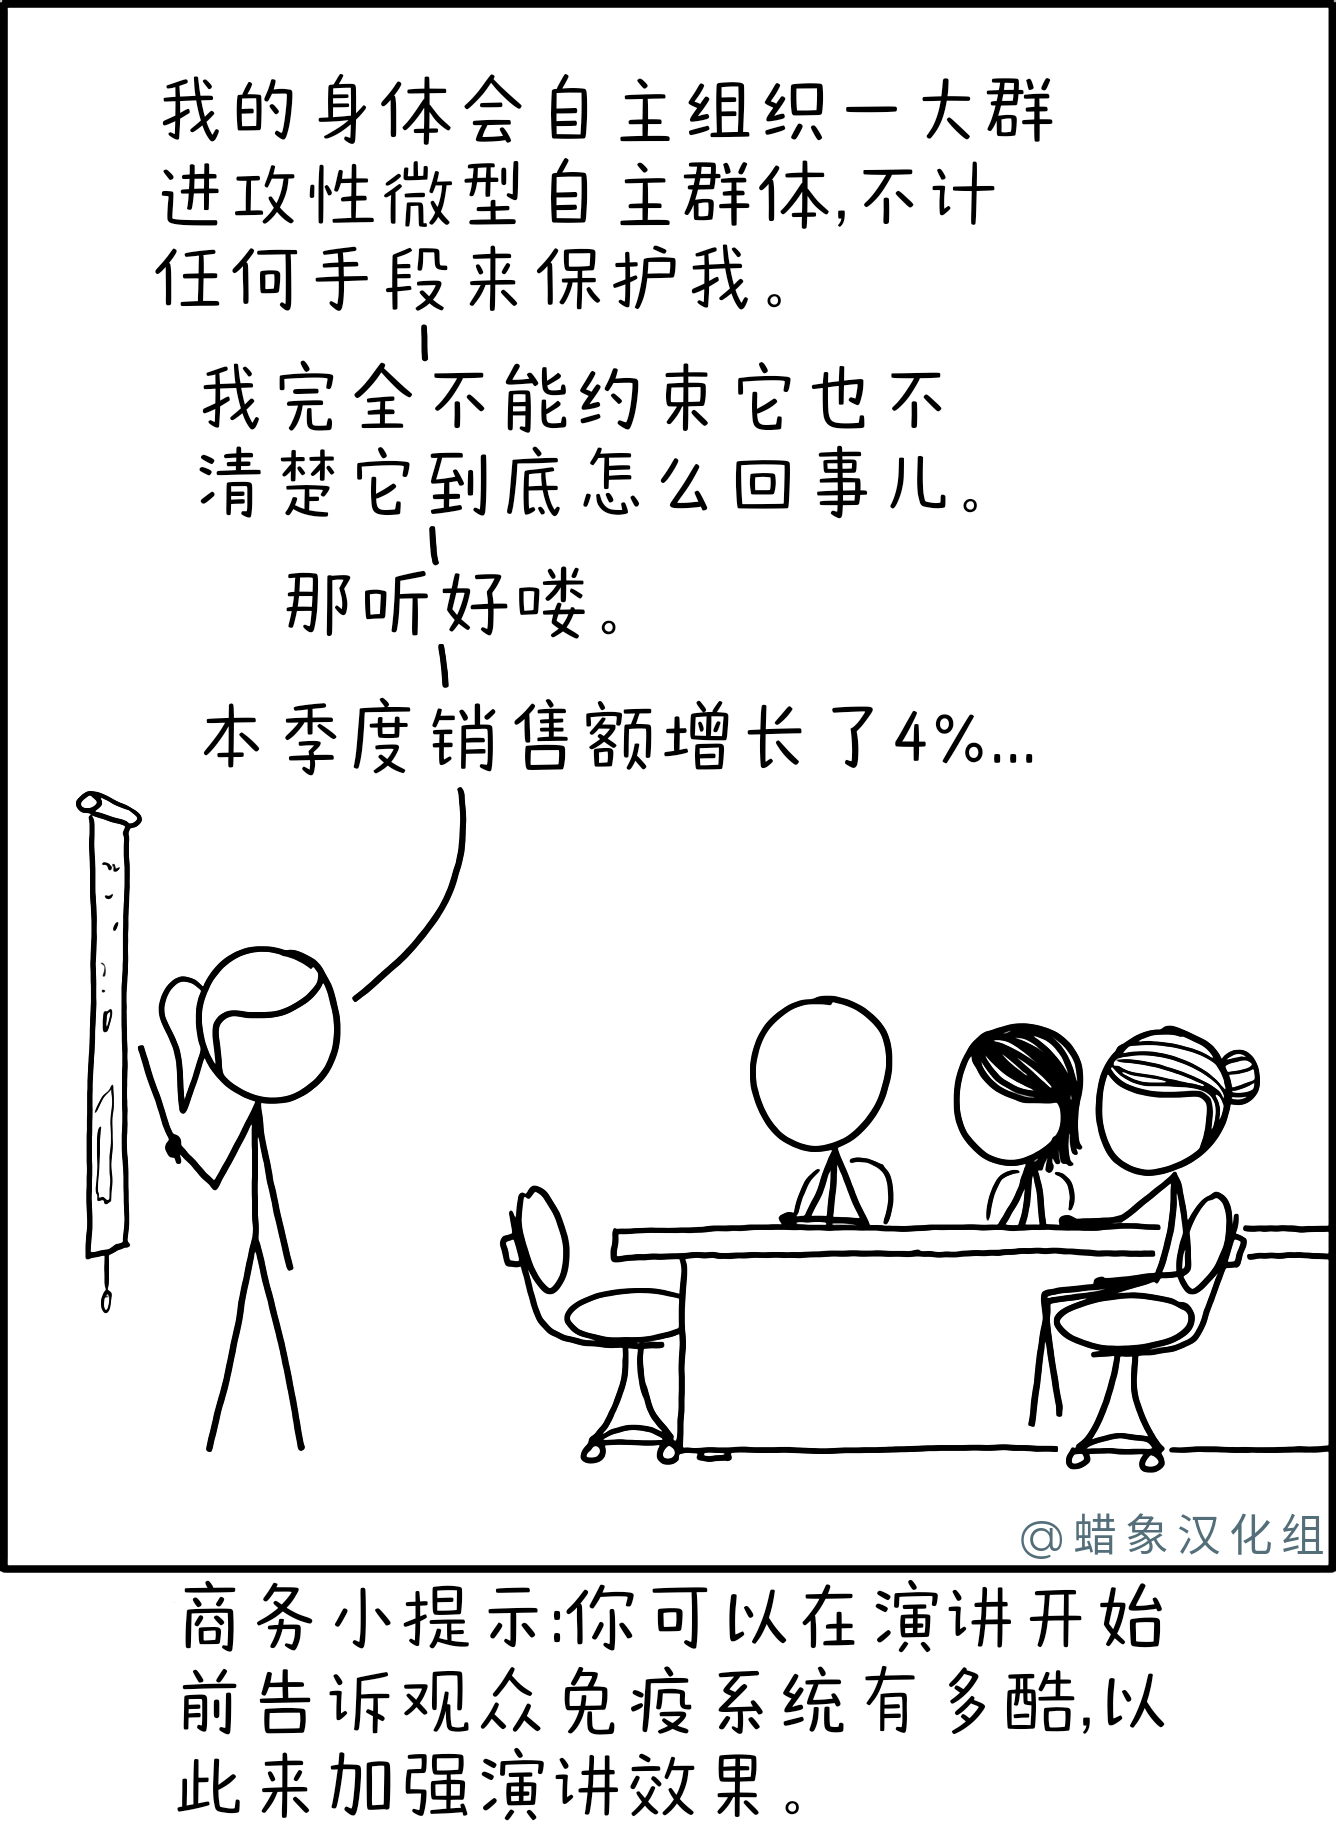 我的身体会自主组织一大群
进攻性微型自主群体,不计
任何手段来保护我。
我完全不能约束它也不
清楚它到底怎么回事儿。
那听好喽。
本季度销售额增长了4%...
@蜡象汉化组
商务小提示:你可以在演讲开始
前告诉观众免疫系统有多酷,以
此来加强演讲效果。